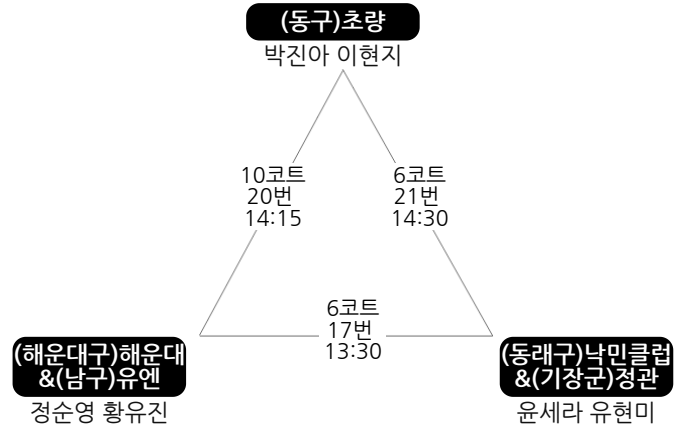 (동구)초량
박진아 이현지
10코트
20번
14:15
6코트
21번
14:30
6코트
17번
13:30
(해운대구)해운대
&(남구)유엔
정순영 황유진
(동래구)낙민클럽
&(기장군)정관
윤세라 유현미